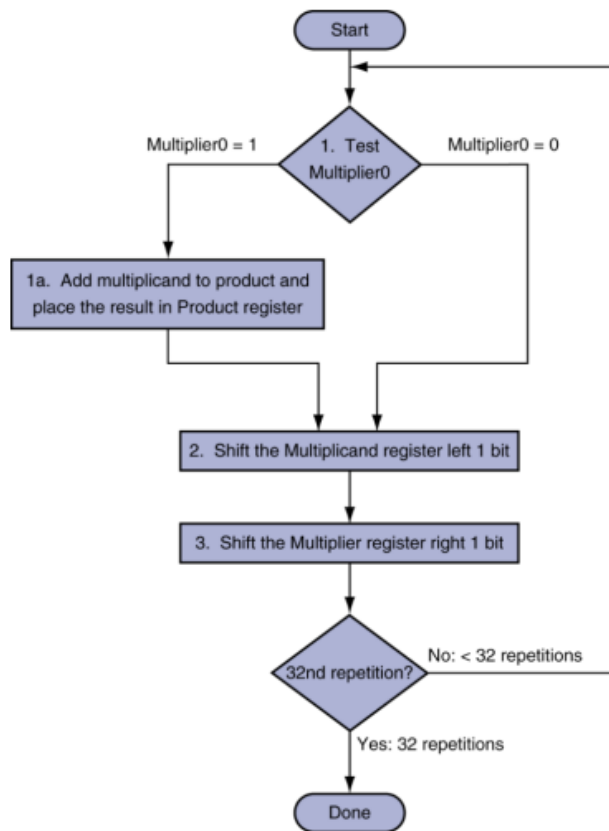 Start
Multiplier0 = 1
1. Test
Multiplier0
Multiplier0 = 0
1a. Add multiplicand to product and
place the result in Product register
2. Shift the Multiplicand register left 1 bit
3. Shift the Multiplier register right 1 bit
32nd repetition?
No: < 32 repetitions
Yes: 32 repetitions
Done